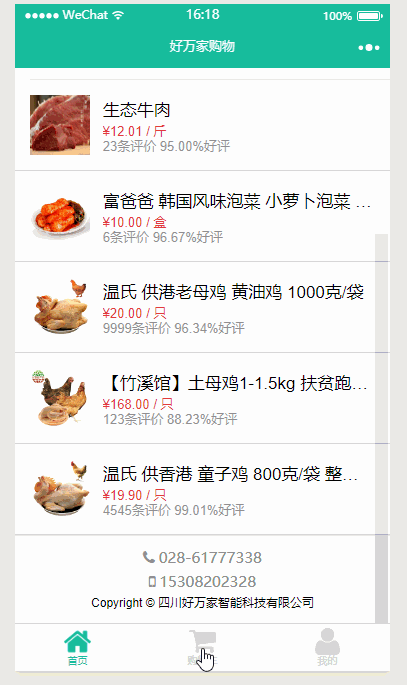 WeChat 16:18 100%
好万家购物
生态牛肉
¥12.01 / 斤
23条评价 95.00%好评
富爸爸 韩国风味泡菜 小萝卜泡菜 ...
¥10.00 / 盒
6条评价 96.67%好评
温氏 供港老母鸡 黄油鸡 1000克/袋
¥20.00 / 只
9999条评价 96.34%好评
【竹溪馆】土母鸡1-1.5kg 扶贫跑...
¥168.00 / 只
123条评价 88.23%好评
温氏 供香港 童子鸡 800克/袋 整...
¥19.90 / 只
4545条评价 99.01%好评
028-61777338
15308202328
Copyright © 四川好万家智能科技有限公司
首页 我的